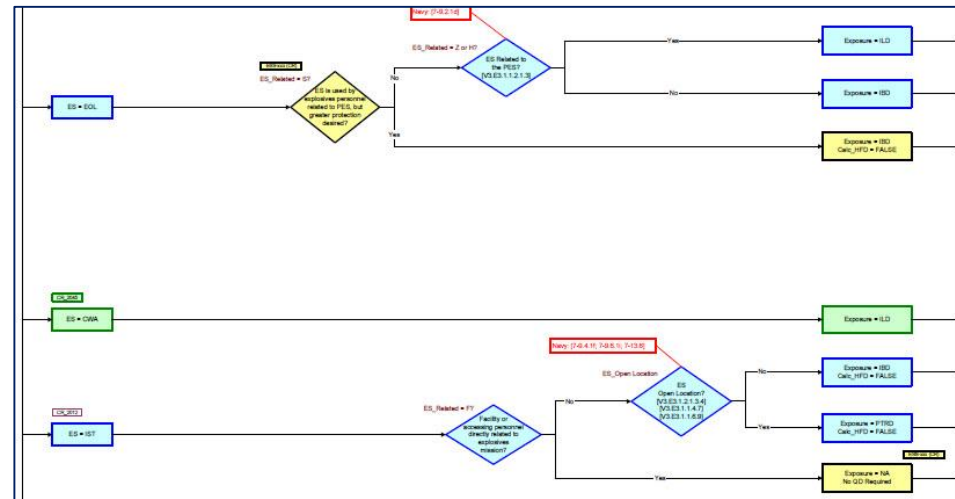 Navy: [7-9.2.1d]
ES_Related = Z or H?
ES Related to
the PES?
[V3.E3.1.1.2.1.3]
Yes
No
Exposure = ILD
Exposure = IBD
ES_Related = S?
ES is used by
explosives personnel
related to PES, but
greater protection
desired?
No
Yes
ES = EOL
Exposure = IBD
Calc_HFD = FALSE
ES = CWA
Exposure = ILD
Navy: [7-9.4.1f; 7-9.6.1i; 7-13.6]
ES_Open Location
ES
Open Location?
[V3.E3.1.2.1.3.4]
[V3.E3.1.1.4.7]
[V3.E3.1.1.6.9]
No
Yes
Exposure = IBD
Calc_HFD = FALSE
Exposure = PTRD
Calc_HFD = FALSE
ES = IST
ES_Related = F?
Facility or
accessing personnel
directly related to
explosives
mission?
No
Yes
Exposure = NA
No QD Required